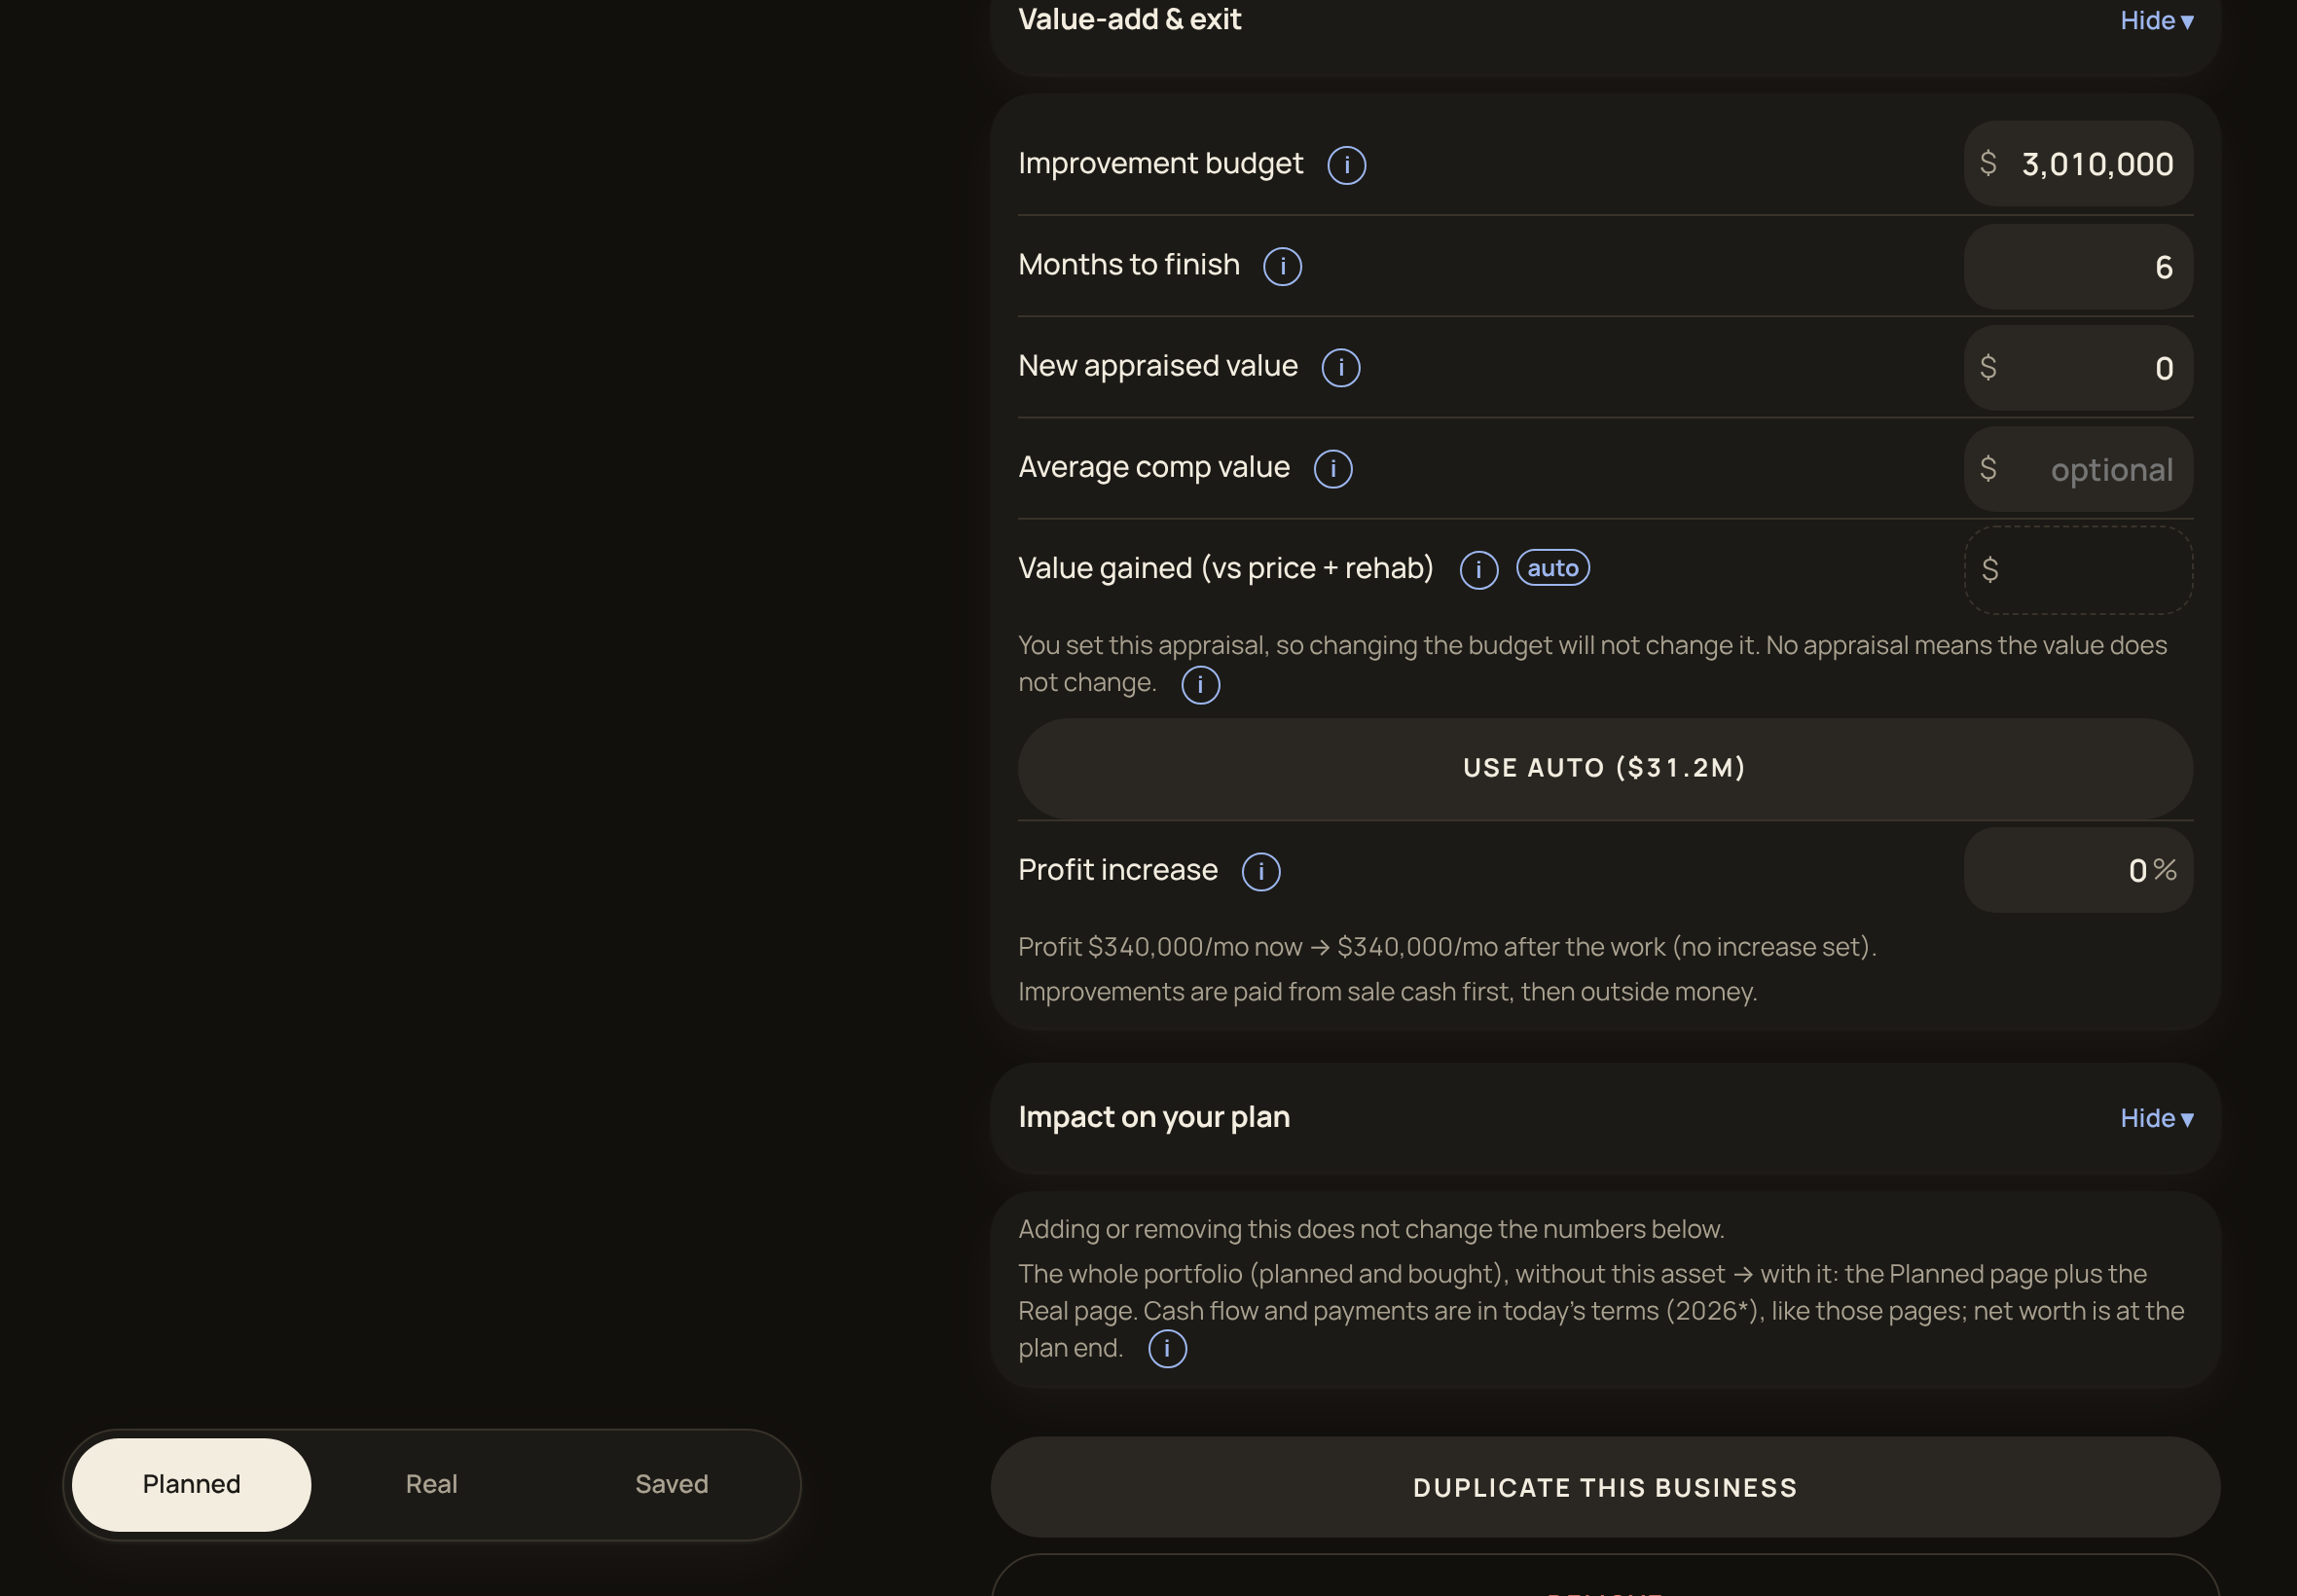 Value-add & exit
Hide ▾
Improvement budget i
$ 3,010,000
Months to finish i
6
New appraised value i
$ 0
Average comp value i
$ optional
Value gained (vs price + rehab) i auto
$
You set this appraisal, so changing the budget will not change it. No appraisal means the value does
not change. i
USE AUTO ($31.2M)
Profit increase i
0 %
Profit $340,000/mo now → $340,000/mo after the work (no increase set).
Improvements are paid from sale cash first, then outside money.
Impact on your plan
Hide ▾
Adding or removing this does not change the numbers below.
The whole portfolio (planned and bought), without this asset → with it: the Planned page plus the
Real page. Cash flow and payments are in today's terms (2026*), like those pages; net worth is at the
plan end. i
Planned
Real
Saved
DUPLICATE THIS BUSINESS